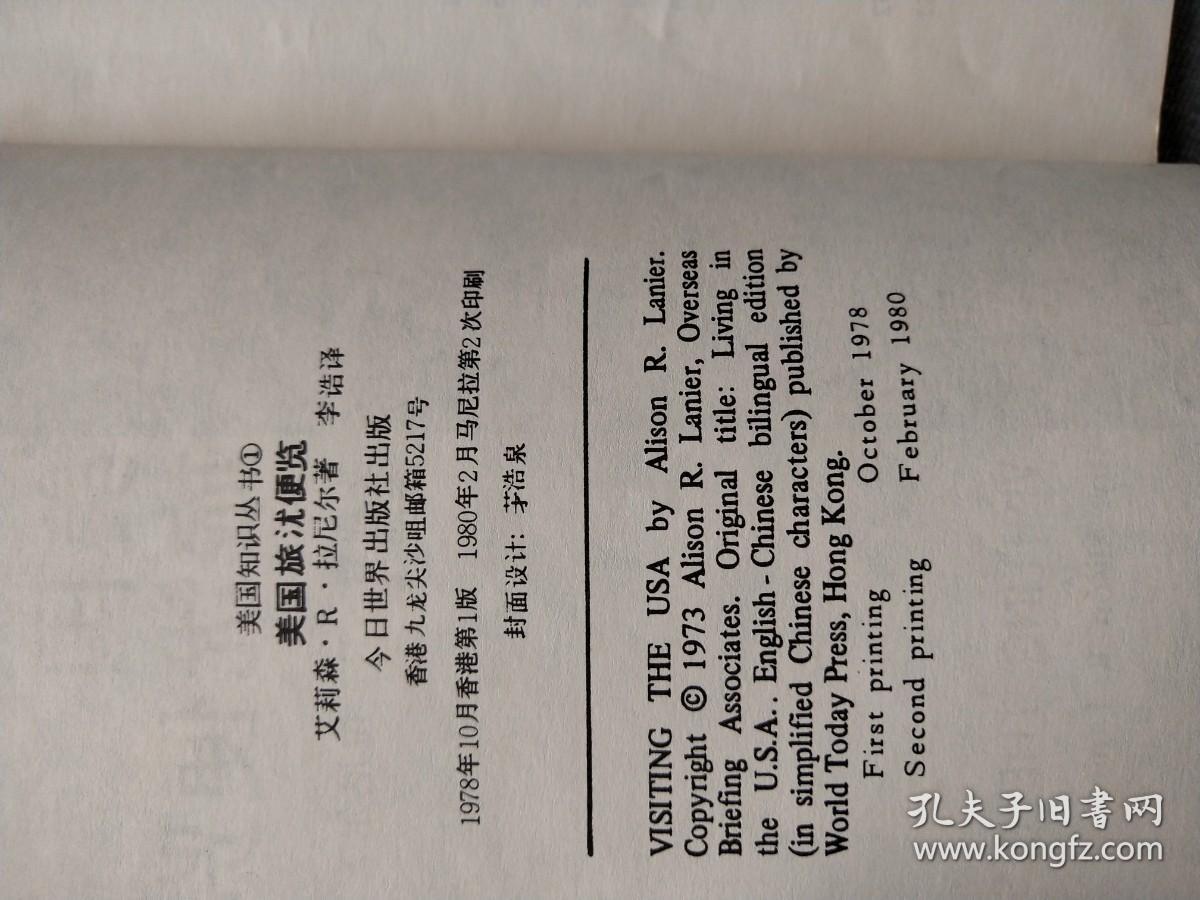 美国知识丛书①
美国旅沋便览
艾莉森·R·拉尼尔著 李诰译
今日世界出版社出版
香港九龙尖沙咀邮箱5217号
1978年10月香港第1版 1980年2月马尼拉第2次印刷
封面设计: 茅浩泉
VISITING THE USA by Alison R. Lanier.
Copyright © 1973 Alison R. Lanier, Overseas
Briefing Associates. Original title: Living in
the U.S.A.. English-Chinese bilingual edition
(in simplified Chinese characters) published by
World Today Press, Hong Kong.
First printing October 1978
Second printing February 1980
孔夫子旧書网
www.kongfz.com